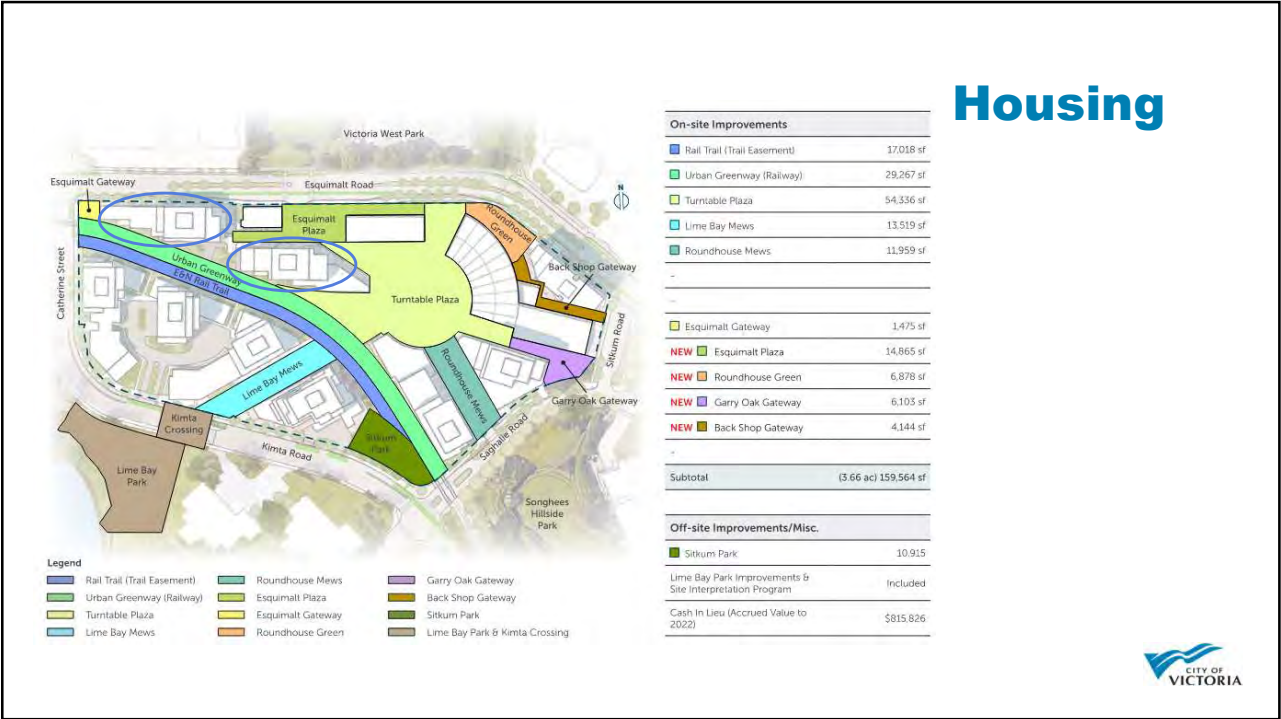 Housing
Victoria West Park
Esquimalt Gateway
Esquimalt Road
N
Esquimalt
Plaza
Roundhouse
Green
Urban Greenway
E&N Rail Trail
Back Shop Gateway
Catherine Street
Turntable Plaza
Sitkum Road
Lime Bay Mews
Roundhouse Mews
Garry Oak Gateway
Kimta
Crossing
Sitkum
Park
Kimta Road
Saghalie Road
Lime Bay
Park
Songhees
Hillside
Park
Legend
Rail Trail (Trail Easement)
Urban Greenway (Railway)
Turntable Plaza
Lime Bay Mews
Roundhouse Mews
Esquimalt Plaza
Esquimalt Gateway
Roundhouse Green
Garry Oak Gateway
Back Shop Gateway
Sitkum Park
Lime Bay Park & Kimta Crossing
On-site Improvements
Rail Trail (Trail Easement) 17,018 sf
Urban Greenway (Railway) 29,267 sf
Turntable Plaza 54,336 sf
Lime Bay Mews 13,519 sf
Roundhouse Mews 11,959 sf
-
-
Esquimalt Gateway 1,475 sf
NEW Esquimalt Plaza 14,865 sf
NEW Roundhouse Green 6,878 sf
NEW Garry Oak Gateway 6,103 sf
NEW Back Shop Gateway 4,144 sf
-
Subtotal (3.66 ac) 159,564 sf
Off-site Improvements/Misc.
Sitkum Park 10.915
Lime Bay Park Improvements &
Site Interpretation Program Included
Cash In Lieu (Accrued Value to
2022) $815,826
CITY OF
VICTORIA